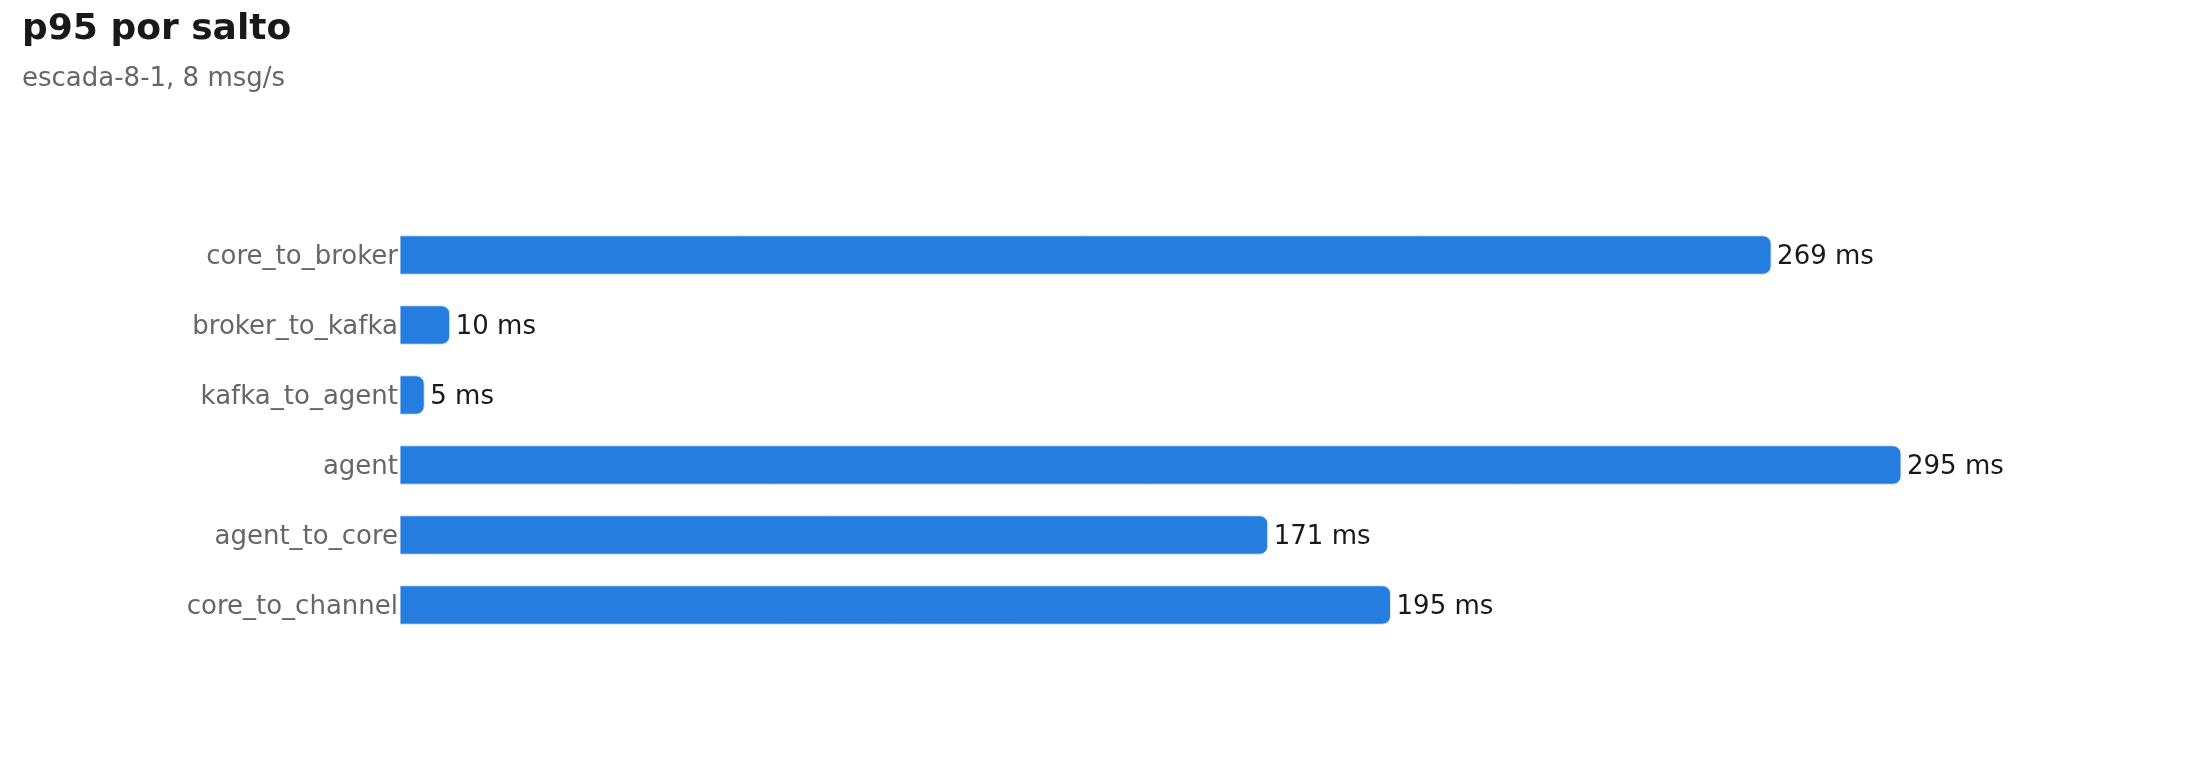 p95 por salto
escada-8-1, 8 msg/s
core_to_broker 269 ms
broker_to_kafka 10 ms
kafka_to_agent 5 ms
agent 295 ms
agent_to_core 171 ms
core_to_channel 195 ms